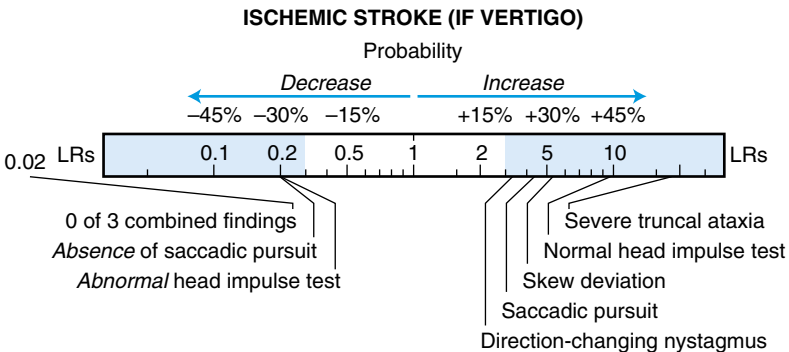 ISCHEMIC STROKE (IF VERTIGO)
Probability
Decrease Increase
–45% –30% –15% +15% +30% +45%
0.02 LRs 0.1 0.2 0.5 1 2 5 10 LRs
0 of 3 combined findings Severe truncal ataxia
Absence of saccadic pursuit Normal head impulse test
Abnormal head impulse test Skew deviation
Saccadic pursuit
Direction-changing nystagmus